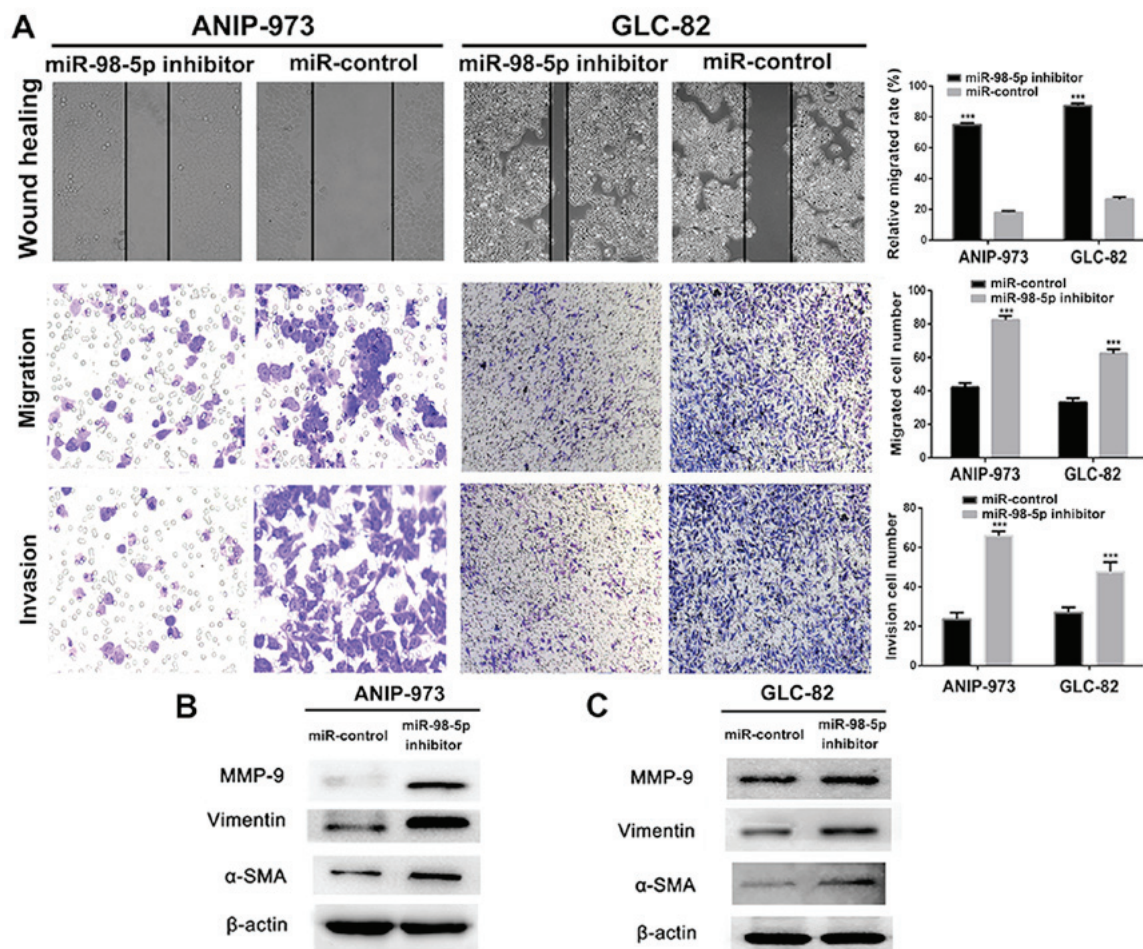 A
ANIP-973
GLC-82
miR-98-5p inhibitor
miR-control
miR-98-5p inhibitor
miR-control
Wound healing
Migration
Invasion
miR-98-5p inhibitor
miR-control
Relative migrated rate (%)
100
80
60
40
20
0
***
***
ANIP-973
GLC-82
miR-control
miR-98-5p inhibitor
Migrated cell number
100
80
60
40
20
0
***
***
ANIP-973
GLC-82
miR-control
miR-98-5p inhibitor
Invision cell number
80
60
40
20
0
***
***
ANIP-973
GLC-82
B
ANIP-973
miR-control
miR-98-5p
inhibitor
MMP-9
Vimentin
α-SMA
β-actin
C
GLC-82
miR-control
miR-98-5p
inhibitor
MMP-9
Vimentin
α-SMA
β-actin